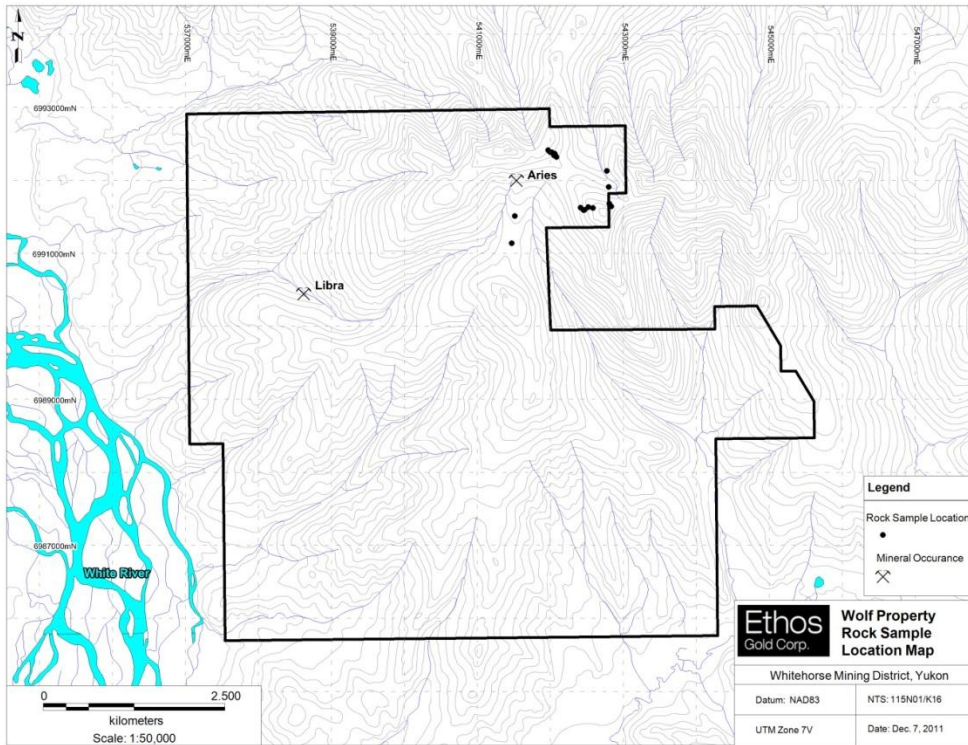 N
537000mE
539000mE
541000mE
543000mE
545000mE
547000mE
6993000mN
Aries
6991000mN
Libra
6989000mN
Legend
Rock Sample Location
Mineral Occurance
6987000mN
White River
Ethos
Gold Corp.
Wolf Property
Rock Sample
Location Map
Whitehorse Mining District, Yukon
Datum: NAD83
NTS: 115N01/K16
UTM Zone 7V
Date: Dec. 7, 2011
0
2.500
kilometers
Scale: 1:50,000